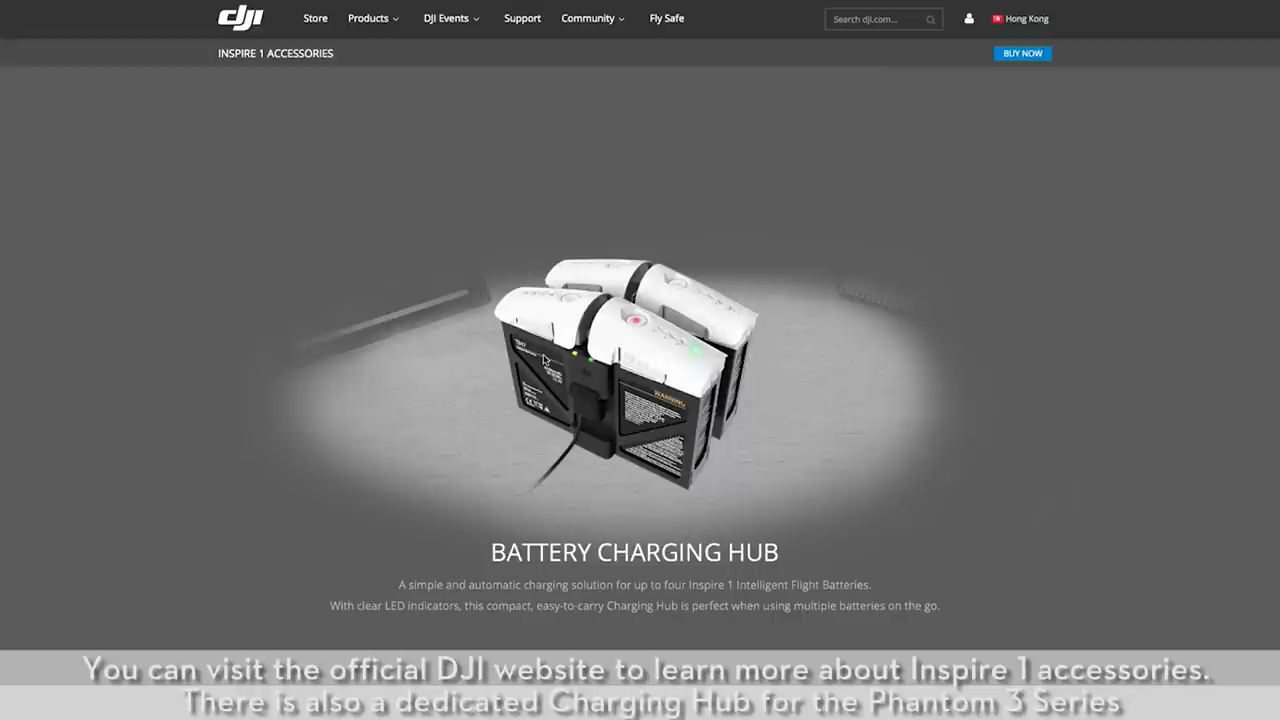 dji
Store
Products
DJI Events
Support
Community
Fly Safe
Search dji.com...
Hong Kong
INSPIRE 1 ACCESSORIES
BUY NOW
WARNING
BATTERY CHARGING HUB
A simple and automatic charging solution for up to four Inspire 1 Intelligent Flight Batteries.
With clear LED indicators, this compact, easy-to-carry Charging Hub is perfect when using multiple batteries on the go.
You can visit the official DJI website to learn more about Inspire 1 accessories.
There is also a dedicated Charging Hub for the Phantom 3 Series